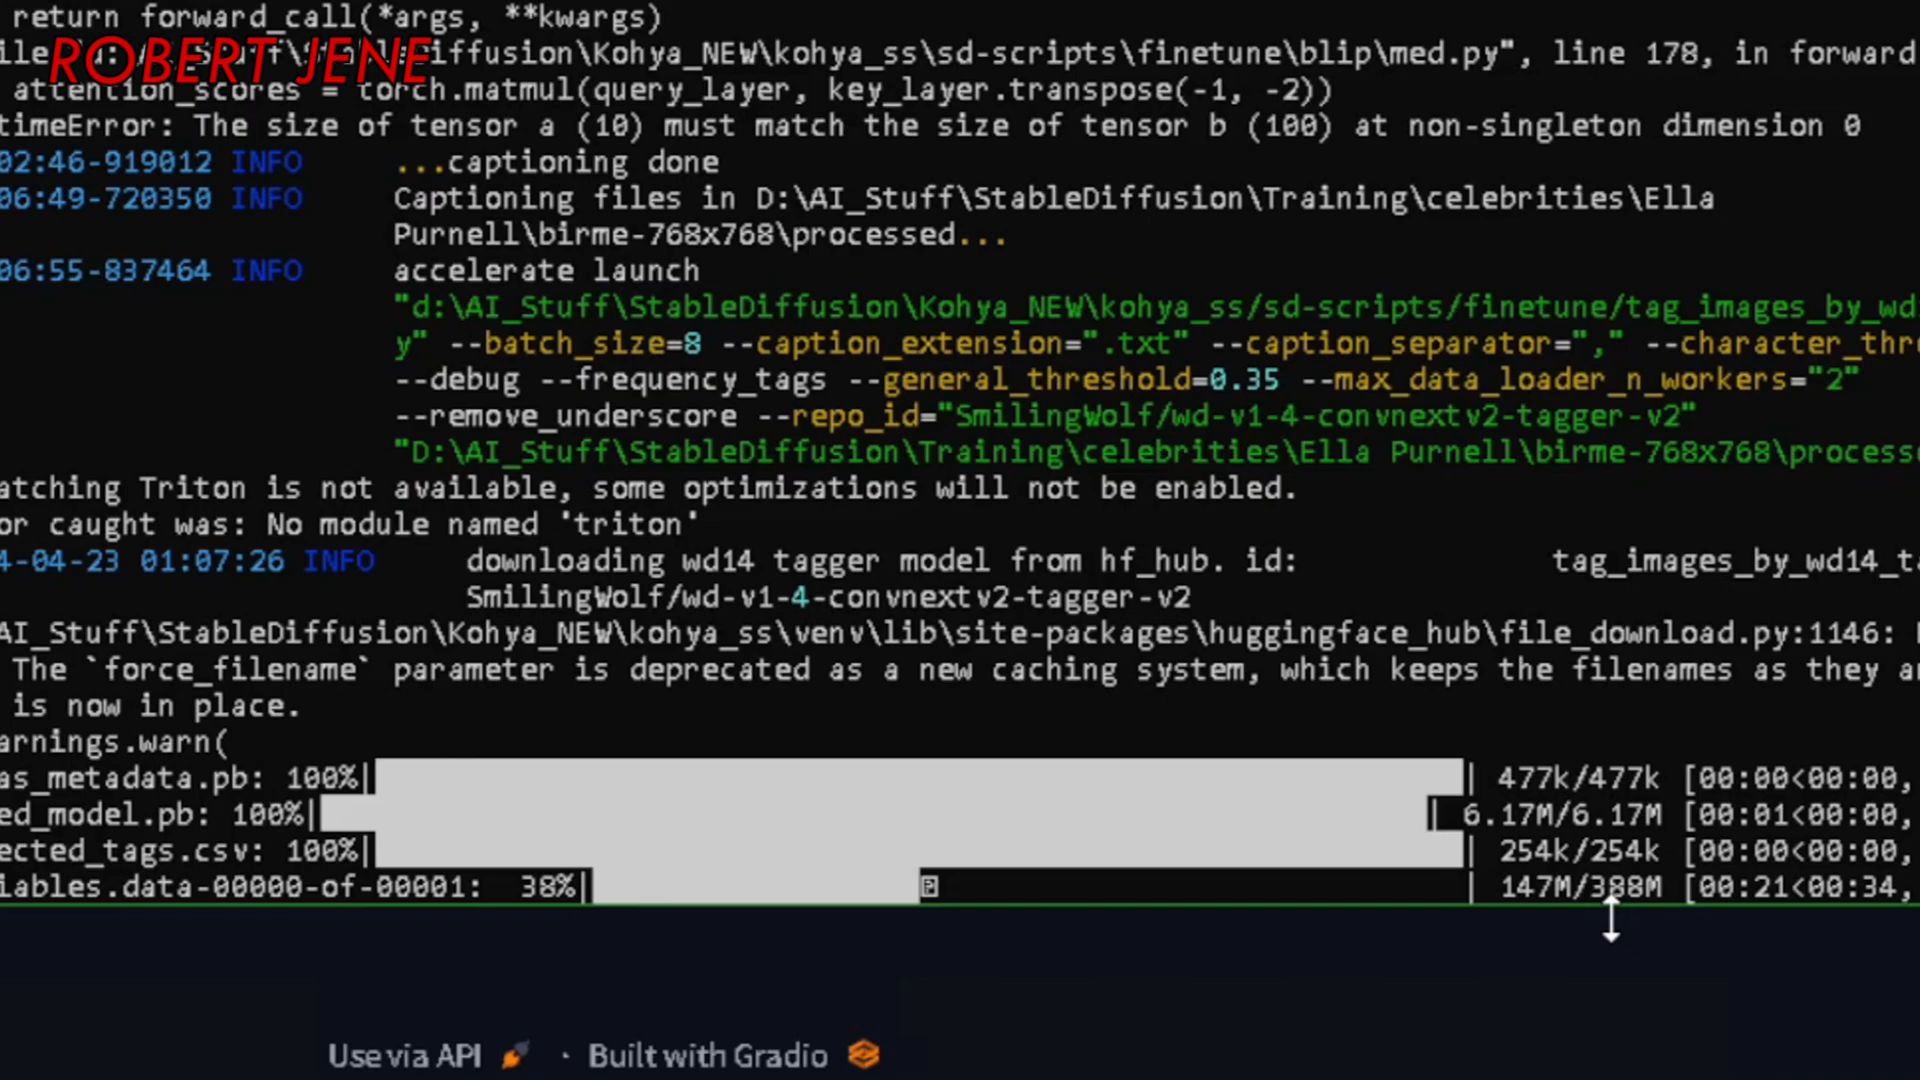 return forward_call(*args, **kwargs)
ROBERT JENE
\Kohya_NEW\kohya_ss\sd-scripts\finetune\blip\med.py", line 178, in forward
attention_scores = torch.matmul(query_layer, key_layer.transpose(-1, -2))
timeError: The size of tensor a (10) must match the size of tensor b (100) at non-singleton dimension 0
02:46-919012 INFO ...captioning done
06:49-720350 INFO Captioning files in D:\AI_Stuff\StableDiffusion\Training\celebrities\Ella
Purnell\birme-768x768\processed...
06:55-837464 INFO accelerate launch
"d:\AI_Stuff\StableDiffusion\Kohya_NEW\kohya_ss/sd-scripts/finetune/tag_images_by_wd
y" --batch_size=8 --caption_extension=".txt" --caption_separator="," --character_thr
--debug --frequency_tags --general_threshold=0.35 --max_data_loader_n_workers="2"
--remove_underscore --repo_id="SmilingWolf/wd-v1-4-convnextv2-tagger-v2"
"D:\AI_Stuff\StableDiffusion\Training\celebrities\Ella Purnell\birme-768x768\process
atching Triton is not available, some optimizations will not be enabled.
or caught was: No module named 'triton'
4-04-23 01:07:26 INFO downloading wd14 tagger model from hf_hub. id: tag_images_by_wd14_t
SmilingWolf/wd-v1-4-convnextv2-tagger-v2
AI_Stuff\StableDiffusion\Kohya_NEW\kohya_ss\venv\lib\site-packages\huggingface_hub\file_download.py:1146:
The `force_filename` parameter is deprecated as a new caching system, which keeps the filenames as they a
is now in place.
arnings.warn(
as_metadata.pb: 100%| | 477k/477k [00:00<00:00,
ed_model.pb: 100%| | 6.17M/6.17M [00:01<00:00,
ected_tags.csv: 100%| | 254k/254k [00:00<00:00,
iables.data-00000-of-00001: 38%| | 147M/388M [00:21<00:34,
Use via API · Built with Gradio